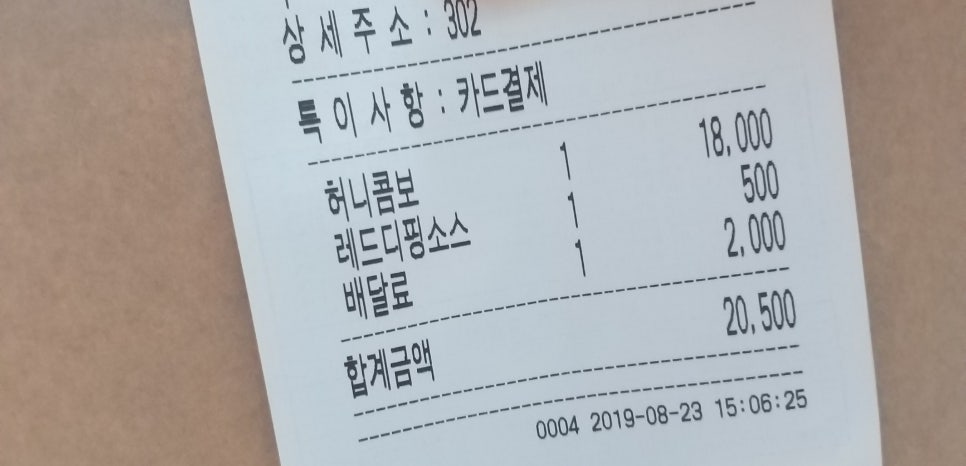 상 세 주 소 : 302
특 이 사 항 : 카드결제
허니콤보 1 18,000
레드디핑소스 1 500
배달료 1 2,000
합계금액 20,500
0004 2019-08-23 15:06:25